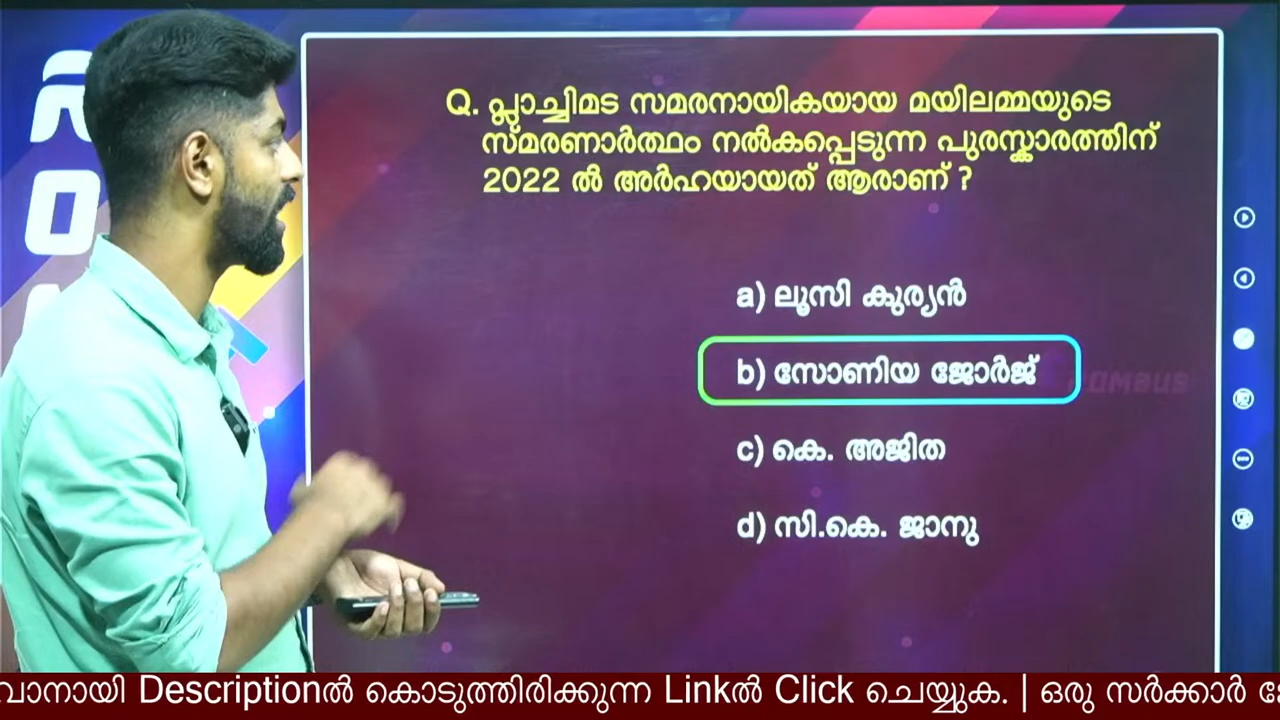 Q. പ്ലാച്ചിമട സമരനായികയായ മയിലമ്മയുടെ
സ്മരണാർത്ഥം നൽകപ്പെടുന്ന പുരസ്കാരത്തിന്
2022 ൽ അർഹയായത് ആരാണ് ?
a) ലൂസി കുര്യൻ
b) സോണിയ ജോർജ്
c) കെ. അജിത
d) സി.കെ. ജാനു
വാനായി Descriptionൽ കൊടുത്തിരിക്കുന്ന Linkൽ Click ചെയ്യുക. | ഒരു സർക്കാർ